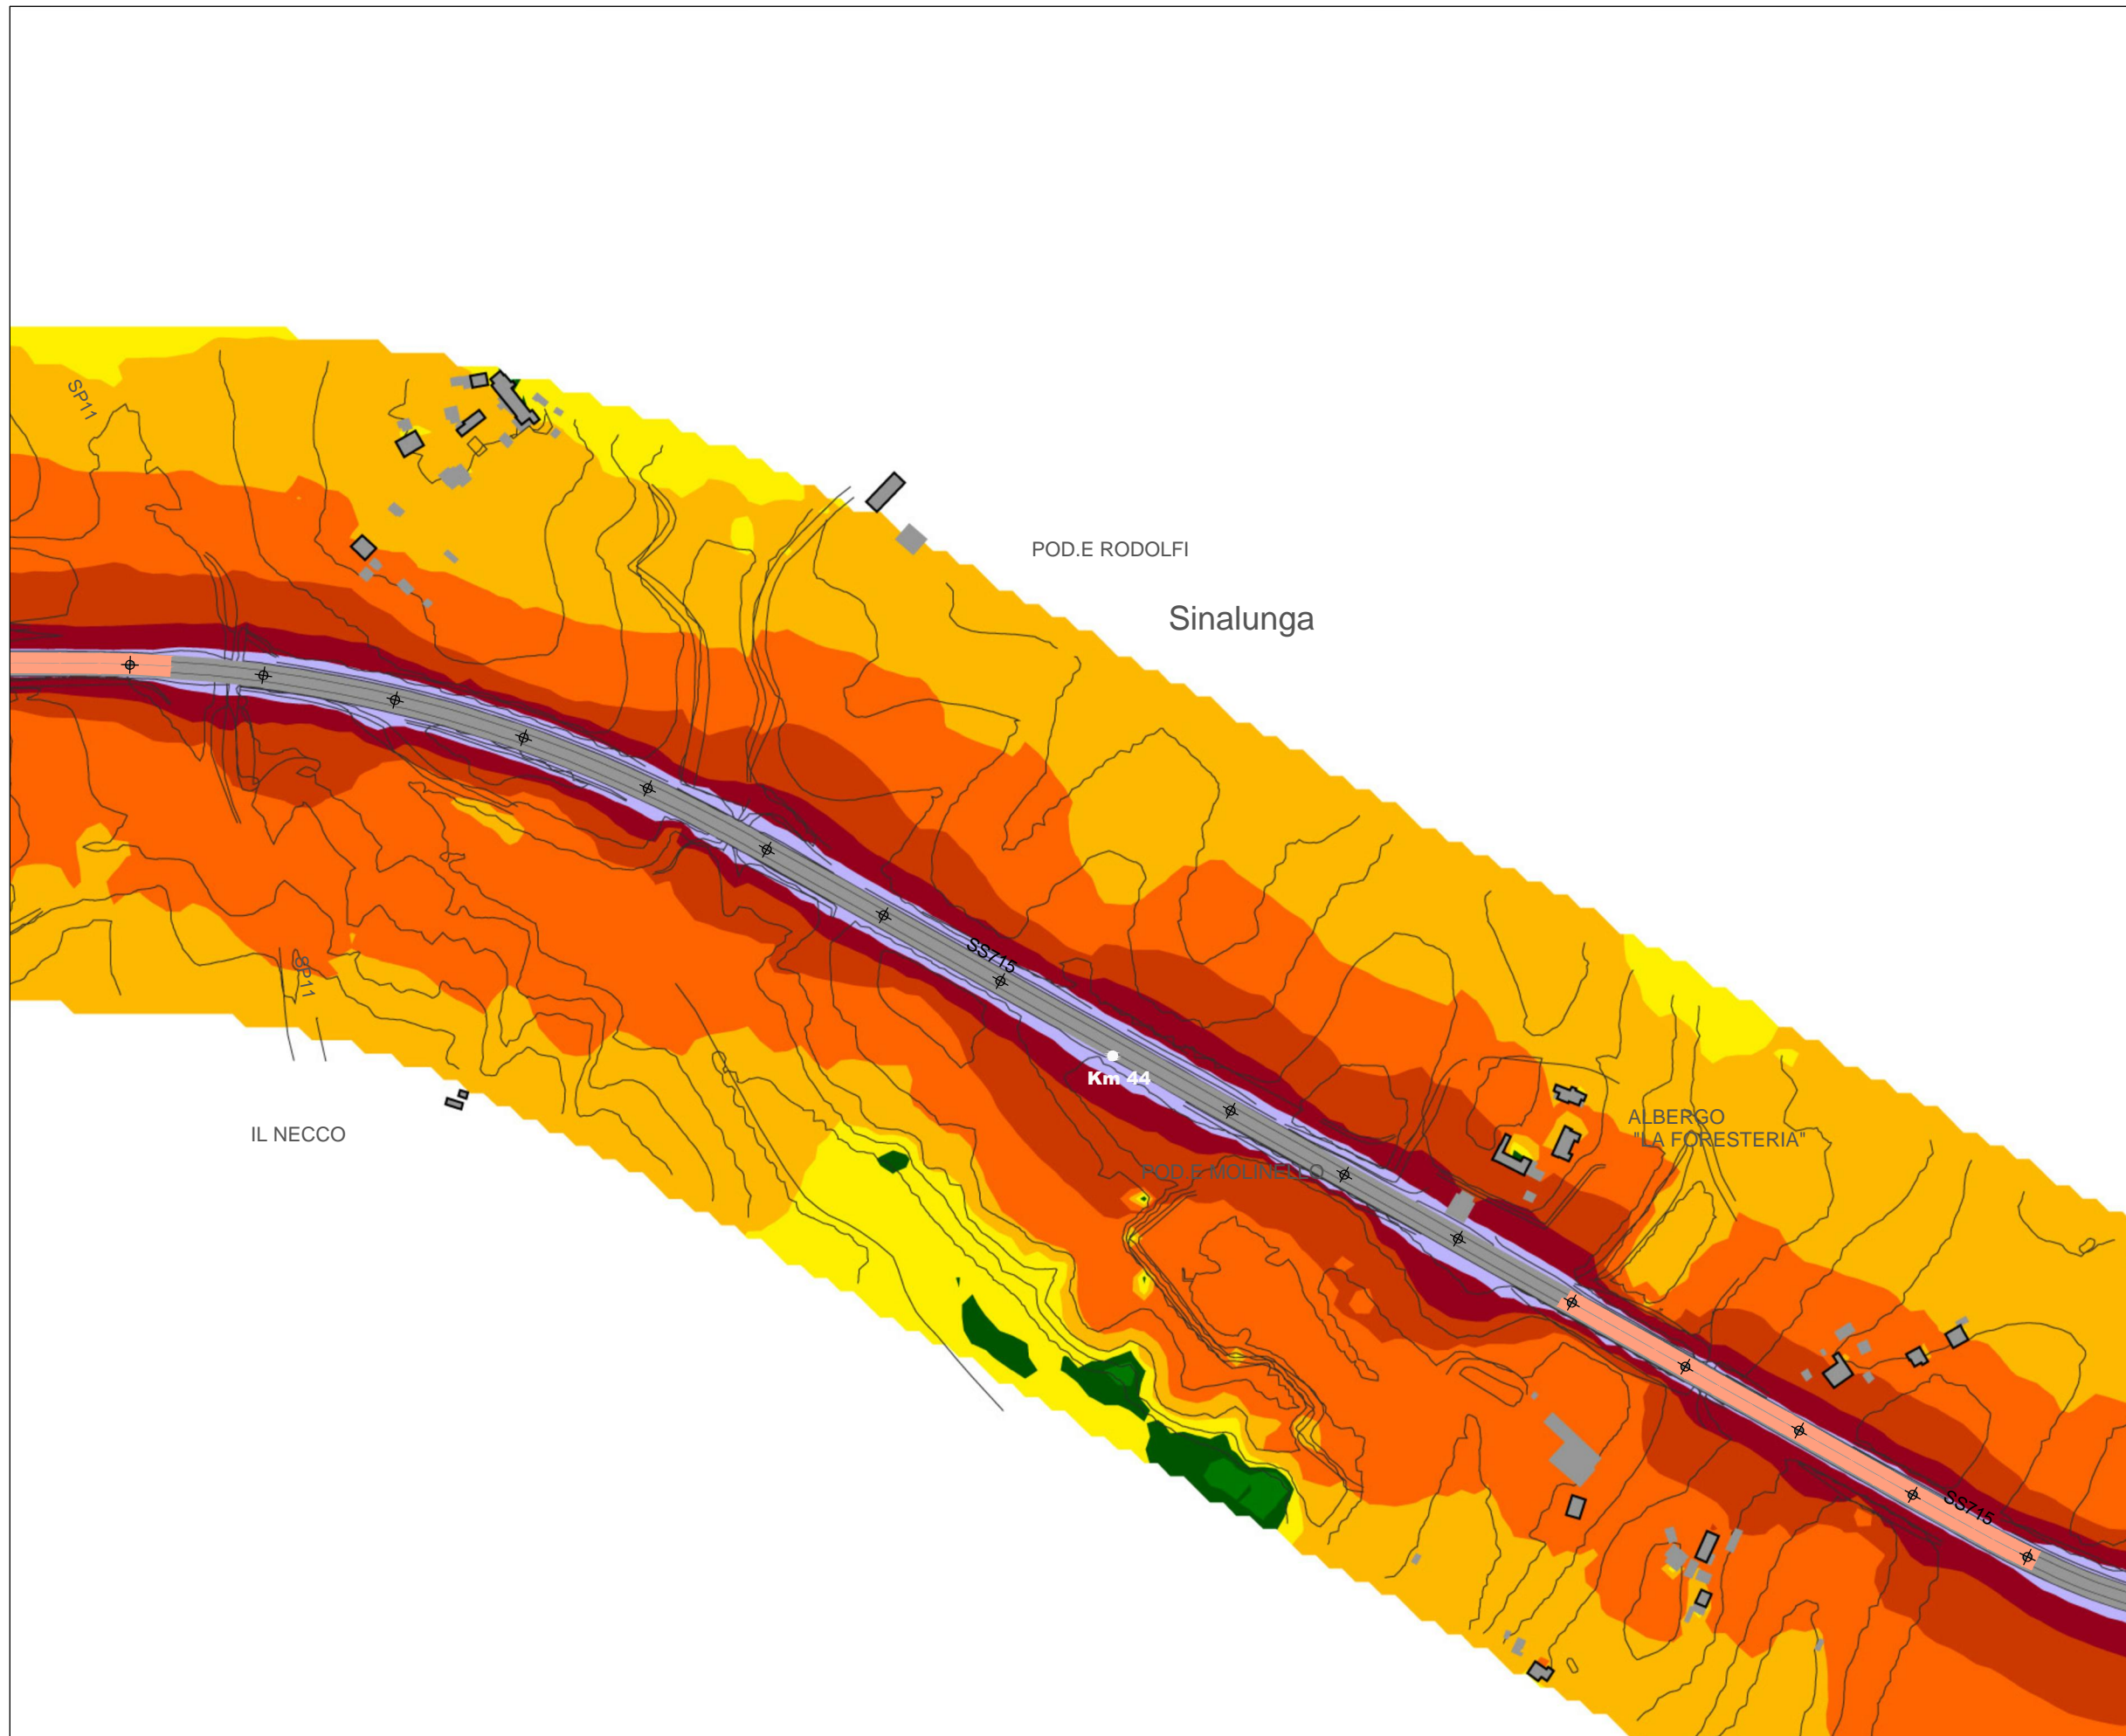 SP11
POD.E RODOLFI
Sinalunga
SS715
SP11
Km 44
IL NECCO
ALBERGO
"LA FORESTERIA"
POD.E MOLINELLO
SS715